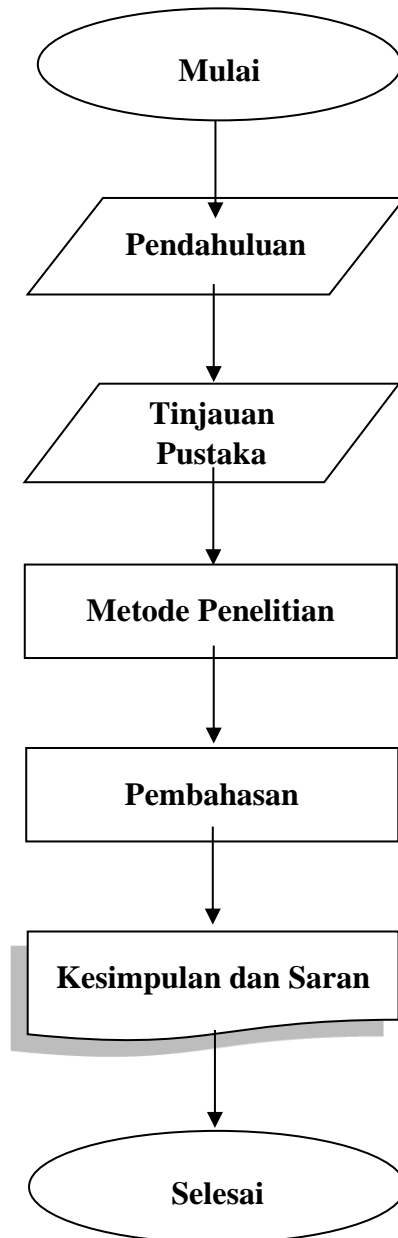 Mulai
Pendahuluan
Tinjauan
Pustaka
Metode Penelitian
Pembahasan
Kesimpulan dan Saran
Selesai